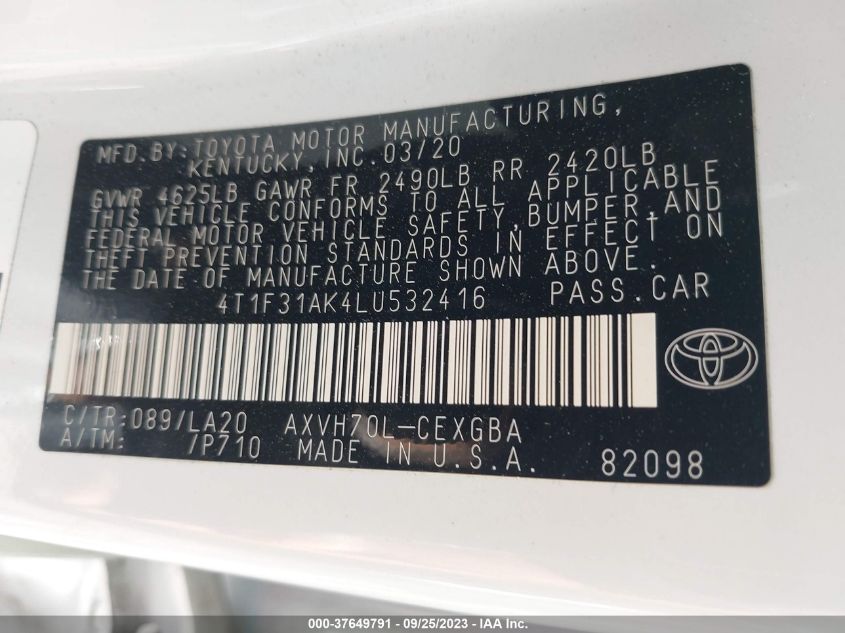 MFD.BY:TOYOTA MOTOR MANUFACTURING,
KENTUCKY,INC.03/20
GVWR 4625LB GAWR FR 2490LB RR 2420LB
THIS VEHICLE CONFORMS TO ALL APPLICABLE
FEDERAL MOTOR VEHICLE SAFETY,BUMPER,AND
THEFT PREVENTION STANDARDS IN EFFECT ON
THE DATE OF MANUFACTURE SHOWN ABOVE.
4T1F31AK4LU532416 PASS.CAR
C/TR:089/LA20 AXVH70L-CEXGBA
A/TM: /P710 MADE IN U.S.A. 82098
000-37649791 - 09/25/2023 - IAA Inc.